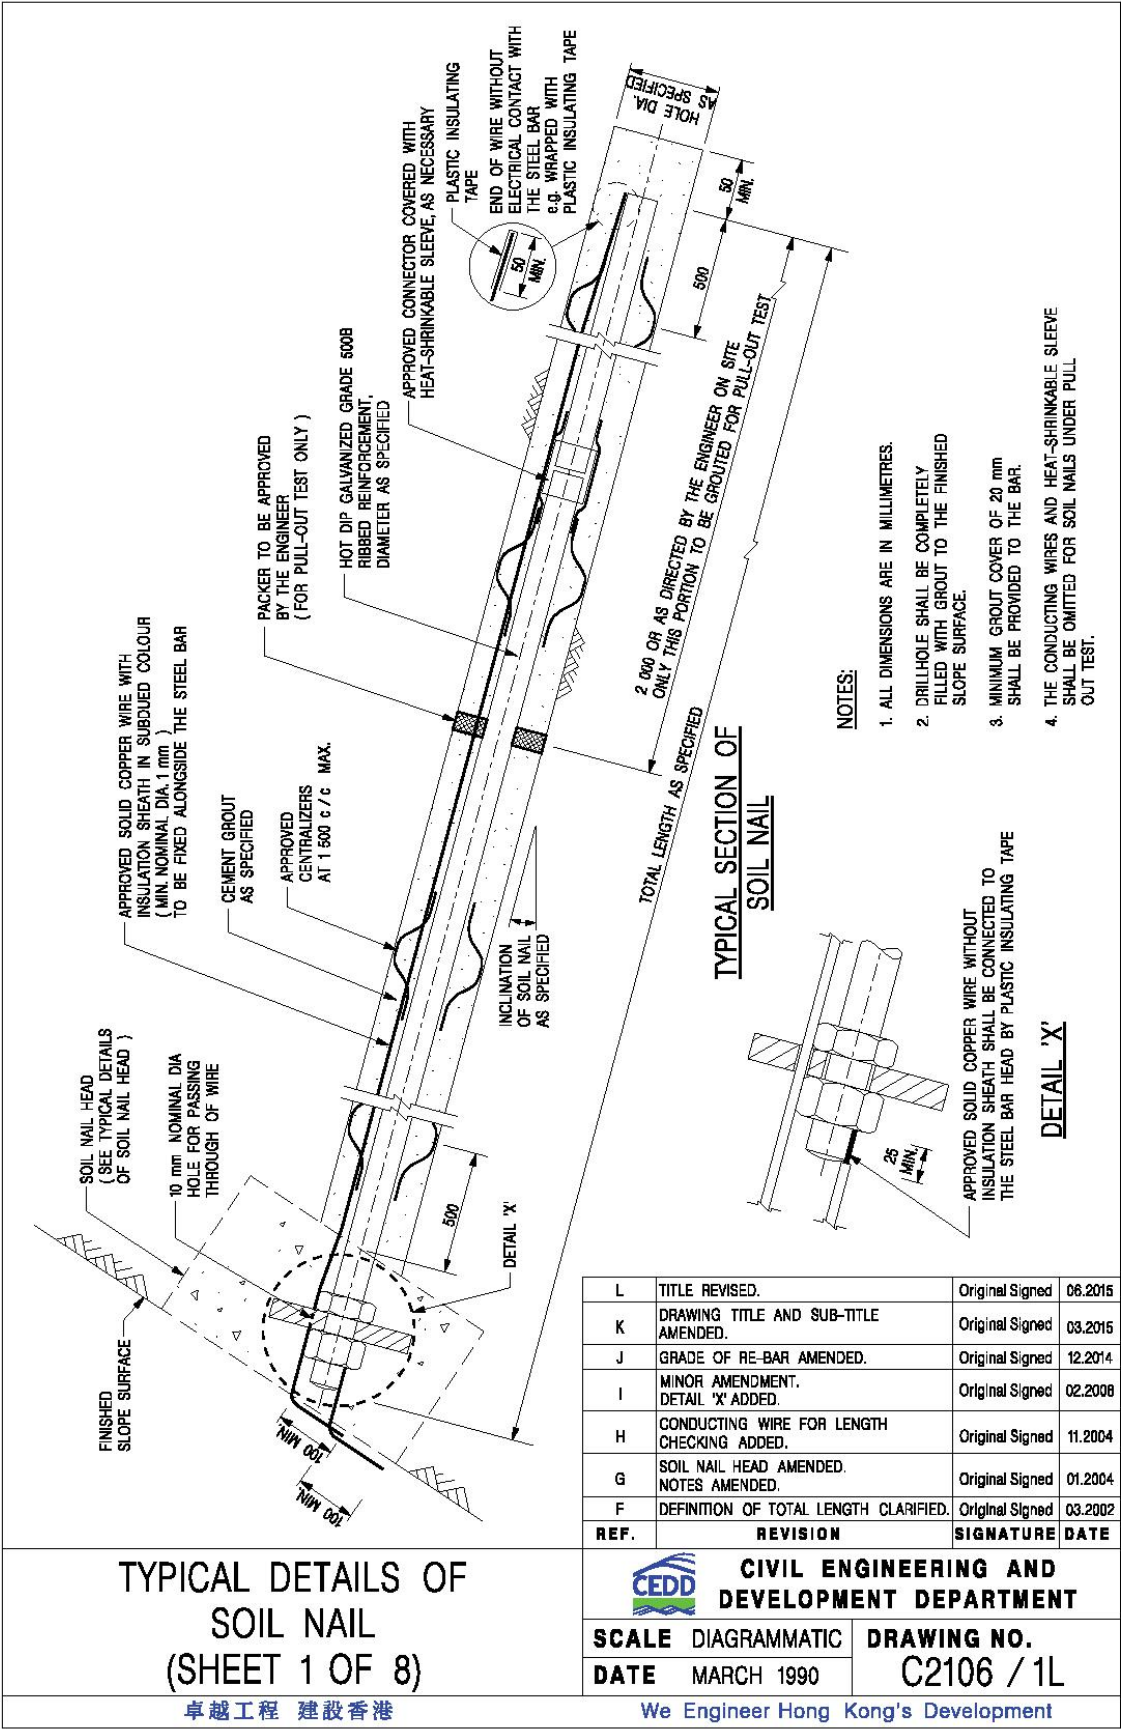 HOLE DIA.
AS SPECIFIED
END OF WIRE WITHOUT
ELECTRICAL CONTACT WITH
THE STEEL BAR
e.g. WRAPPED WITH
PLASTIC INSULATING TAPE
PLASTIC INSULATING
TAPE
50
MIN.
APPROVED CONNECTOR COVERED WITH
HEAT-SHRINKABLE SLEEVE, AS NECESSARY
HOT DIP GALVANIZED GRADE 500B
RIBBED REINFORCEMENT,
DIAMETER AS SPECIFIED
PACKER TO BE APPROVED
BY THE ENGINEER
( FOR PULL-OUT TEST ONLY )
APPROVED SOLID COPPER WIRE WITH
INSULATION SHEATH IN SUBDUED COLOUR
( MIN. NOMINAL DIA. 1 mm )
TO BE FIXED ALONGSIDE THE STEEL BAR
CEMENT GROUT
AS SPECIFIED
APPROVED
CENTRALIZERS
AT 1 500 c / c MAX.
SOIL NAIL HEAD
( SEE TYPICAL DETAILS
OF SOIL NAIL HEAD )
10 mm NOMINAL DIA
HOLE FOR PASSING
THROUGH OF WIRE
FINISHED
SLOPE SURFACE
100 MIN.
100 MIN.
DETAIL 'X'
500
INCLINATION
OF SOIL NAIL
AS SPECIFIED
50
MIN.
500
2 000 OR AS DIRECTED BY THE ENGINEER ON SITE
ONLY THIS PORTION TO BE GROUTED FOR PULL-OUT TEST
TOTAL LENGTH AS SPECIFIED
TYPICAL SECTION OF
SOIL NAIL
NOTES:
1. ALL DIMENSIONS ARE IN MILLIMETRES.
2. DRILLHOLE SHALL BE COMPLETELY
FILLED WITH GROUT TO THE FINISHED
SLOPE SURFACE.
3. MINIMUM GROUT COVER OF 20 mm
SHALL BE PROVIDED TO THE BAR.
4. THE CONDUCTING WIRES AND HEAT-SHRINKABLE SLEEVE
SHALL BE OMITTED FOR SOIL NAILS UNDER PULL
OUT TEST.
25
MIN.
APPROVED SOLID COPPER WIRE WITHOUT
INSULATION SHEATH SHALL BE CONNECTED TO
THE STEEL BAR HEAD BY PLASTIC INSULATING TAPE
DETAIL 'X'
L TITLE REVISED. Original Signed 06.2015
K DRAWING TITLE AND SUB-TITLE
AMENDED. Original Signed 03.2015
J GRADE OF RE-BAR AMENDED. Original Signed 12.2014
I MINOR AMENDMENT.
DETAIL 'X' ADDED. Original Signed 02.2008
H CONDUCTING WIRE FOR LENGTH
CHECKING ADDED. Original Signed 11.2004
G SOIL NAIL HEAD AMENDED.
NOTES AMENDED. Original Signed 01.2004
F DEFINITION OF TOTAL LENGTH CLARIFIED. Original Signed 03.2002
REF. REVISION SIGNATURE DATE
TYPICAL DETAILS OF
SOIL NAIL
(SHEET 1 OF 8)
CEDD
CIVIL ENGINEERING AND
DEVELOPMENT DEPARTMENT
SCALE DIAGRAMMATIC
DATE MARCH 1990
DRAWING NO.
C2106 / 1L
卓越工程 建設香港
We Engineer Hong Kong's Development